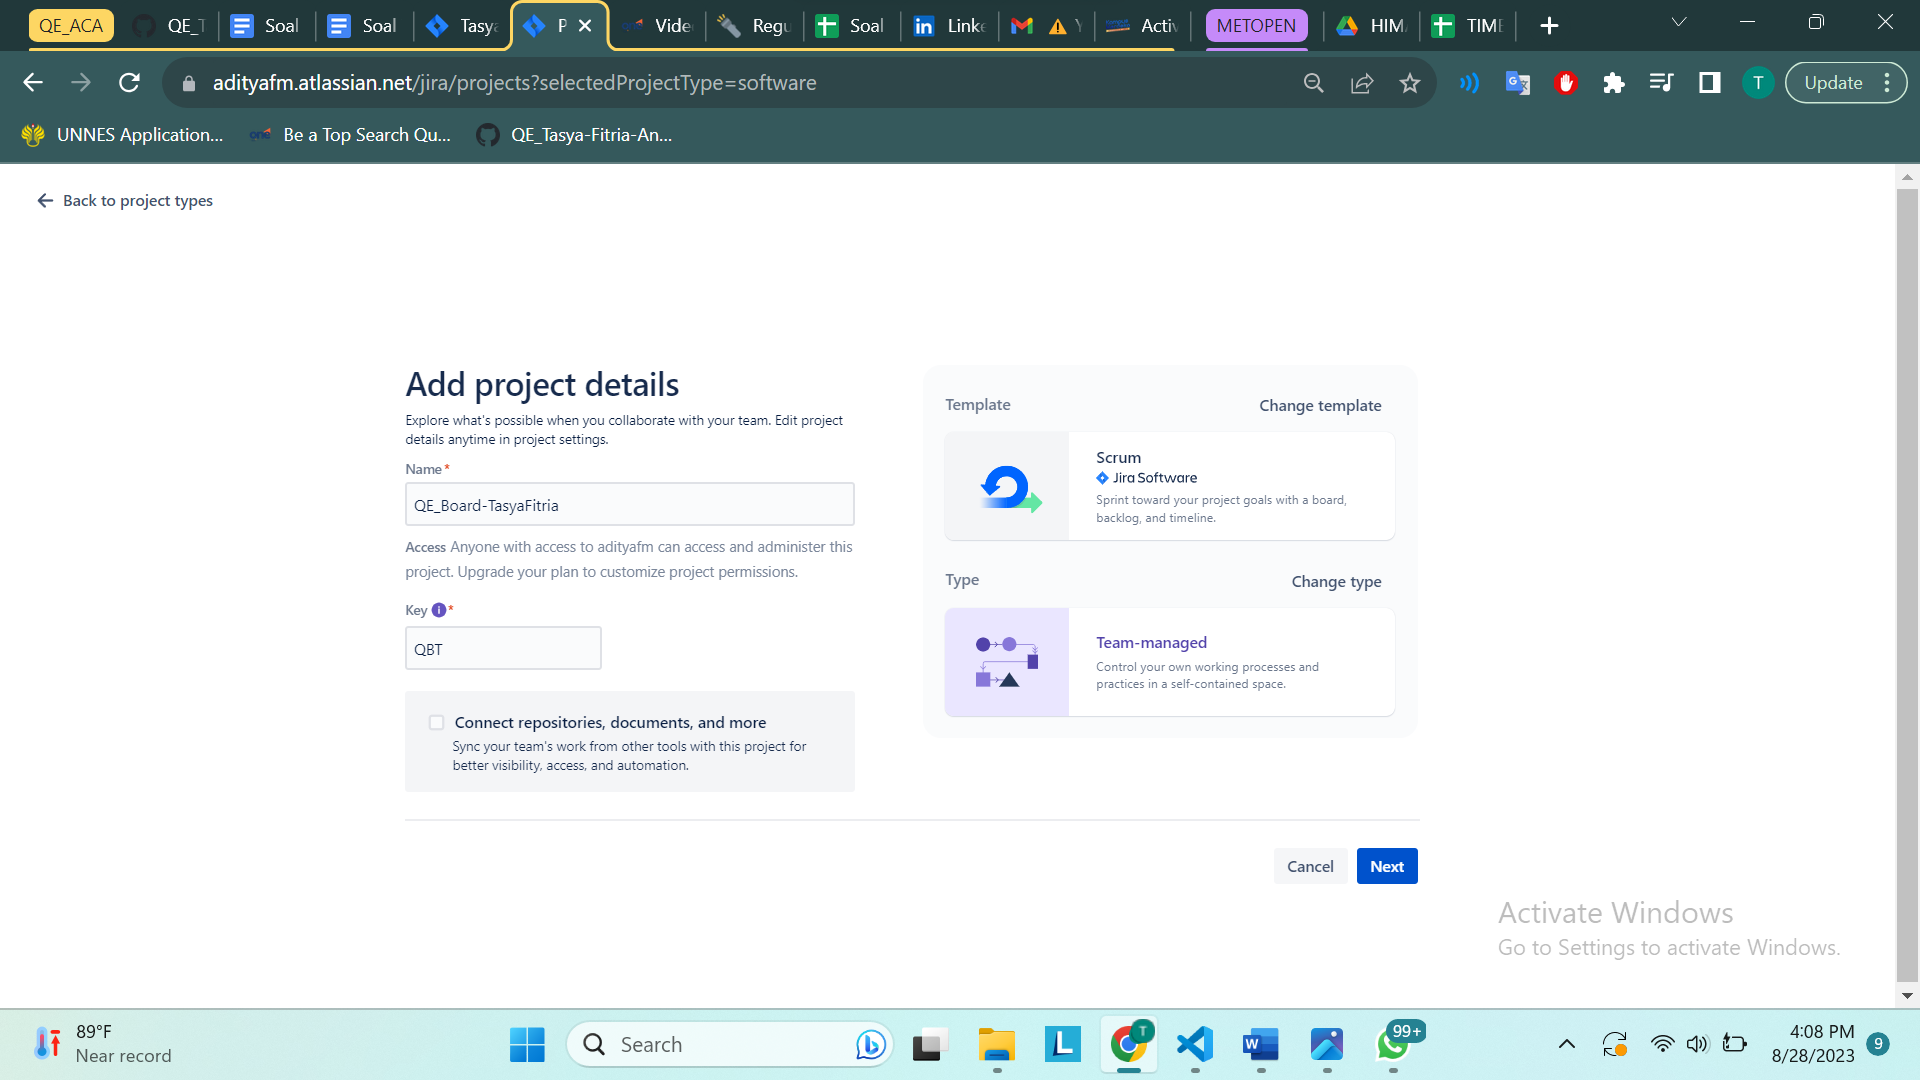 QE_ACA
QE_T
Soal
Soal
Tasya
P
Vide
Regu
Soal
Linke
Y
Activ
METOPEN
HIMA
TIME
adityafm.atlassian.net/jira/projects?selectedProjectType=software
T
Update
UNNES Application...
one
Be a Top Search Qu...
QE_Tasya-Fitria-An...
Back to project types
Add project details
Explore what's possible when you collaborate with your team. Edit project
details anytime in project settings.
Name *
QE_Board-TasyaFitria
Access Anyone with access to adityafm can access and administer this
project. Upgrade your plan to customize project permissions.
Key *
QBT
Connect repositories, documents, and more
Sync your team's work from other tools with this project for
better visibility, access, and automation.
Template
Change template
Scrum
Jira Software
Sprint toward your project goals with a board,
backlog, and timeline.
Type
Change type
Team-managed
Control your own working processes and
practices in a self-contained space.
Cancel
Next
Activate Windows
Go to Settings to activate Windows.
89°F
Near record
Search
L
T
W
99+
4:08 PM
8/28/2023
9